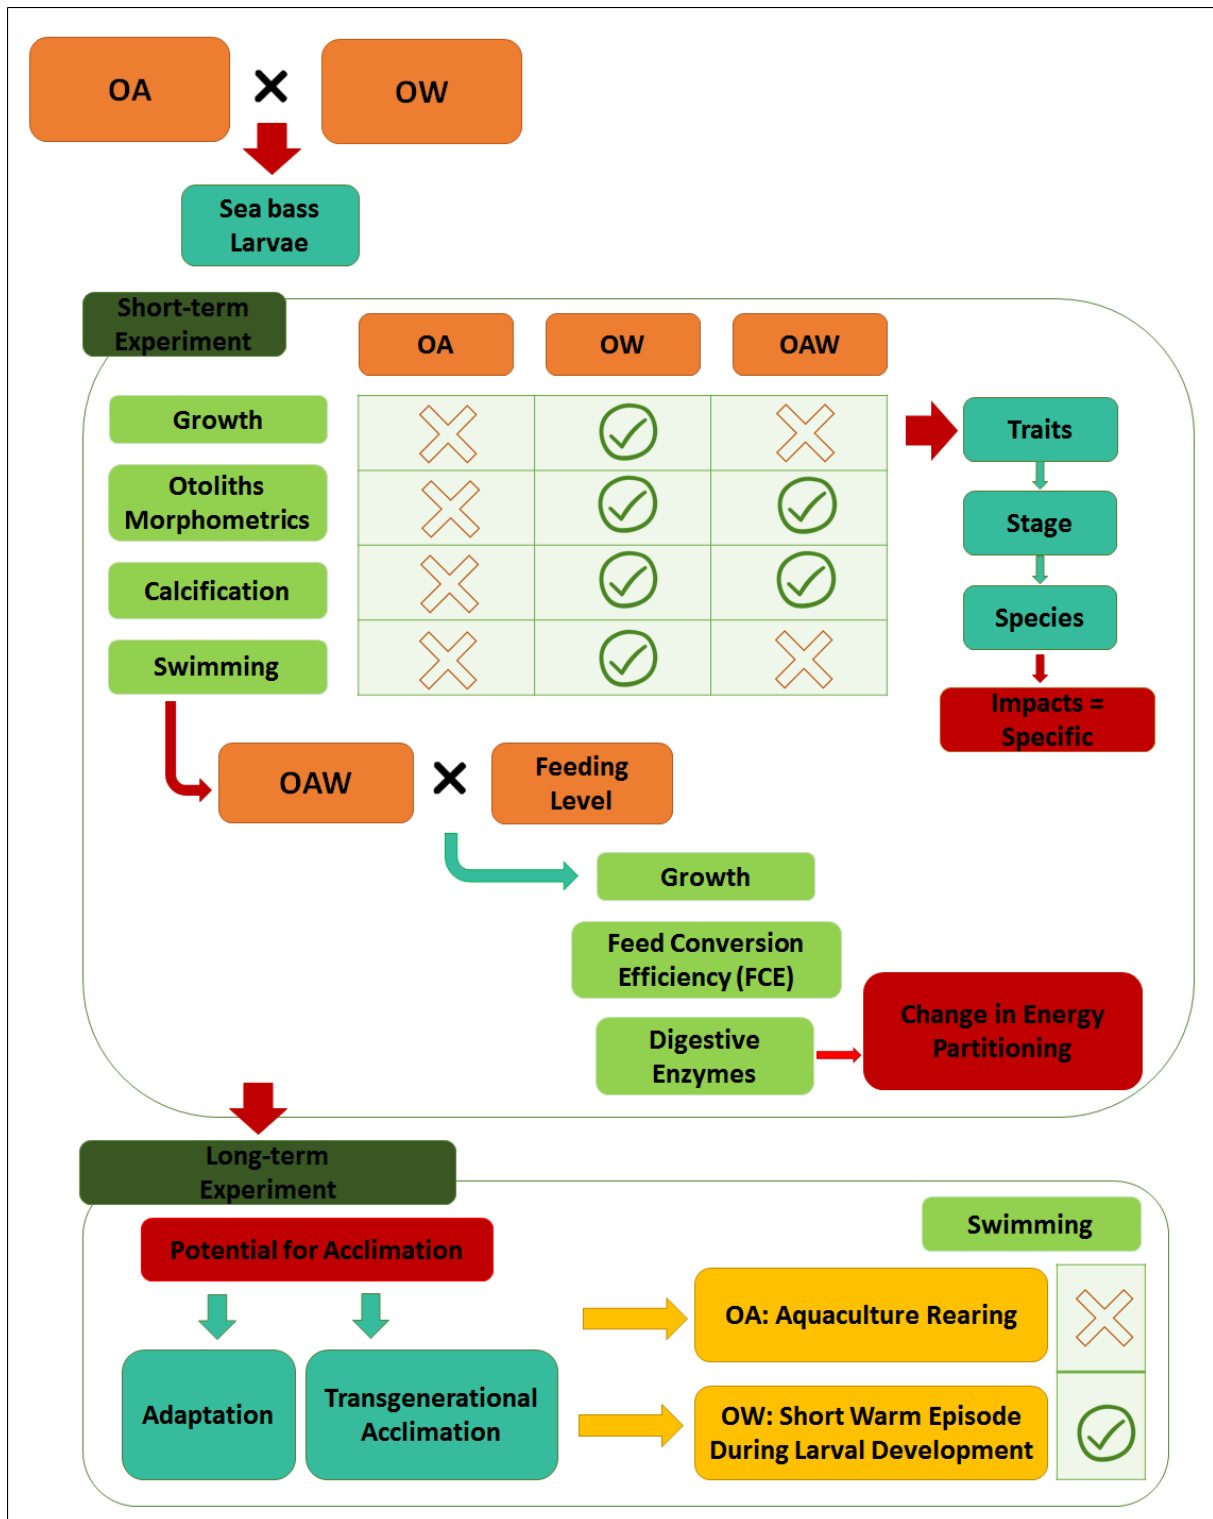 OA
OW
Sea bass
Larvae
Short-term
Experiment
OA
OW
OAW
Growth
Otoliths
Morphometrics
Calcification
Swimming
Traits
Stage
Species
Impacts =
Specific
OAW
Feeding
Level
Growth
Feed Conversion
Efficiency (FCE)
Digestive
Enzymes
Change in Energy
Partitioning
Long-term
Experiment
Potential for Acclimation
Swimming
Adaptation
Transgenerational
Acclimation
OA: Aquaculture Rearing
OW: Short Warm Episode
During Larval Development